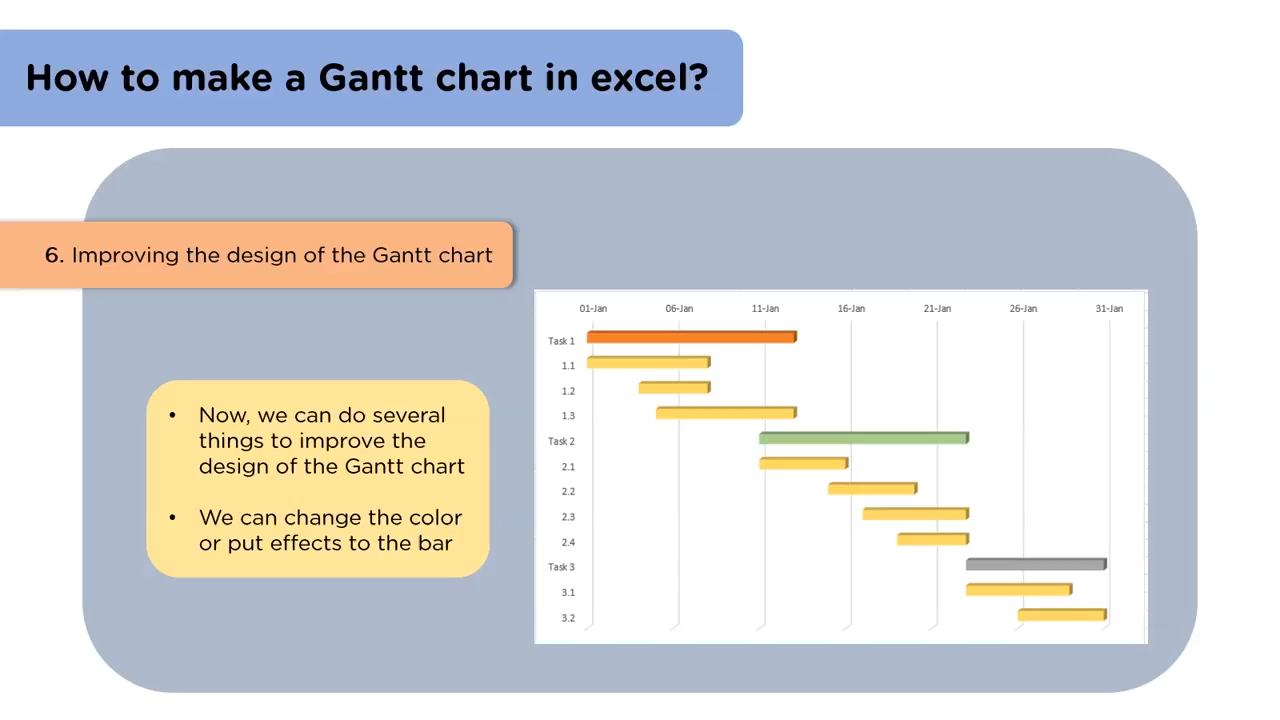 How to make a Gantt chart in excel?
6. Improving the design of the Gantt chart
• Now, we can do several
things to improve the
design of the Gantt chart
• We can change the color
or put effects to the bar
01-Jan 06-Jan 11-Jan 16-Jan 21-Jan 26-Jan 31-Jan
Task 1
1.1
1.2
1.3
Task 2
2.1
2.2
2.3
2.4
Task 3
3.1
3.2